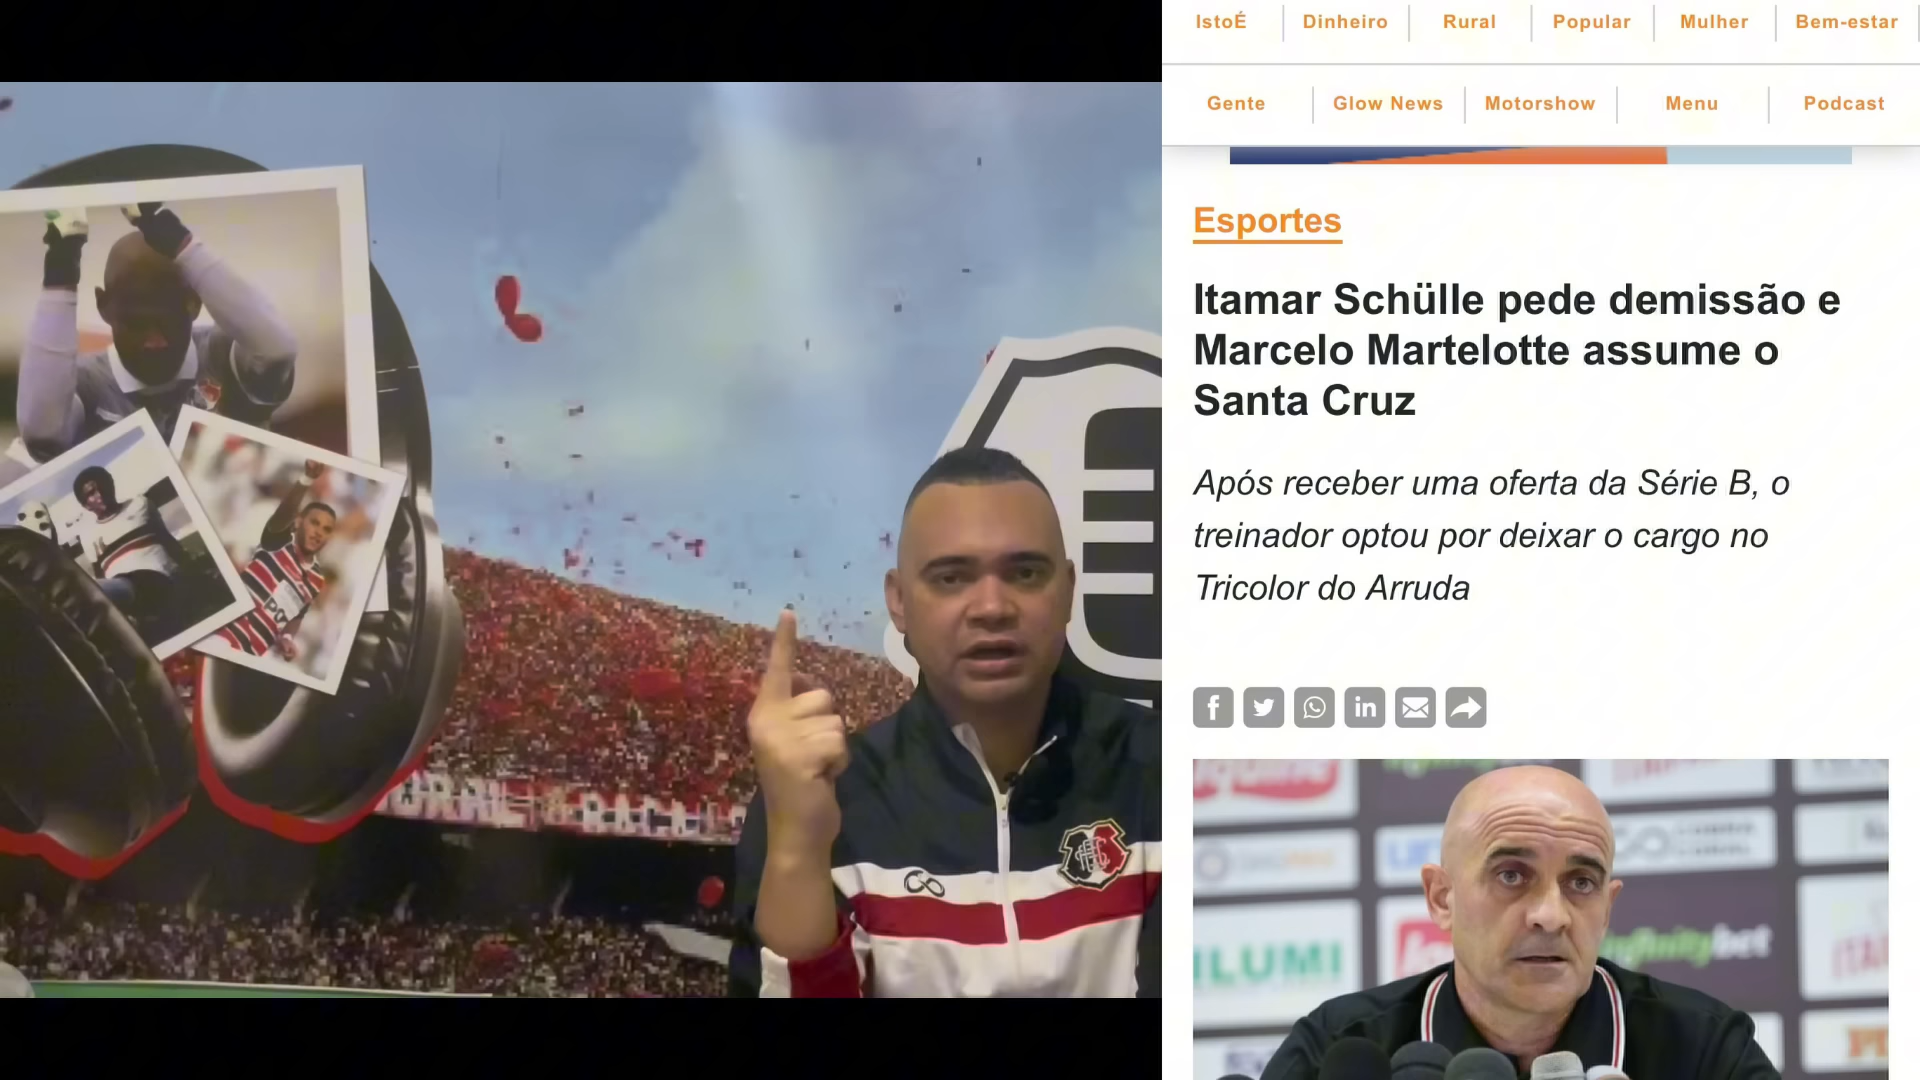 IstoÉ Dinheiro Rural Popular Mulher Bem-estar
Gente Glow News Motorshow Menu Podcast
Esportes
Itamar Schülle pede demissão e
Marcelo Martelotte assume o
Santa Cruz
Após receber uma oferta da Série B, o
treinador optou por deixar o cargo no
Tricolor do Arruda
ILUMI
infinitybet